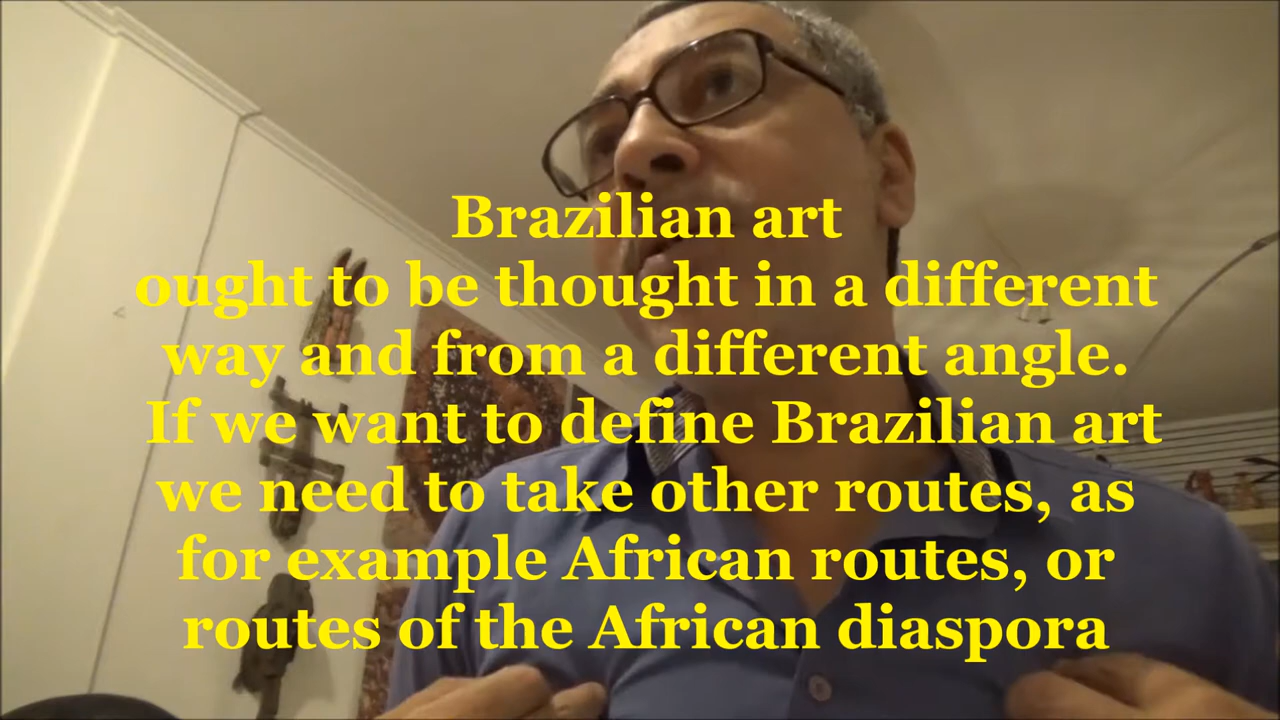 Brazilian art
ought to be thought in a different
way and from a different angle.
If we want to define Brazilian art
we need to take other routes, as
for example African routes, or
routes of the African diaspora